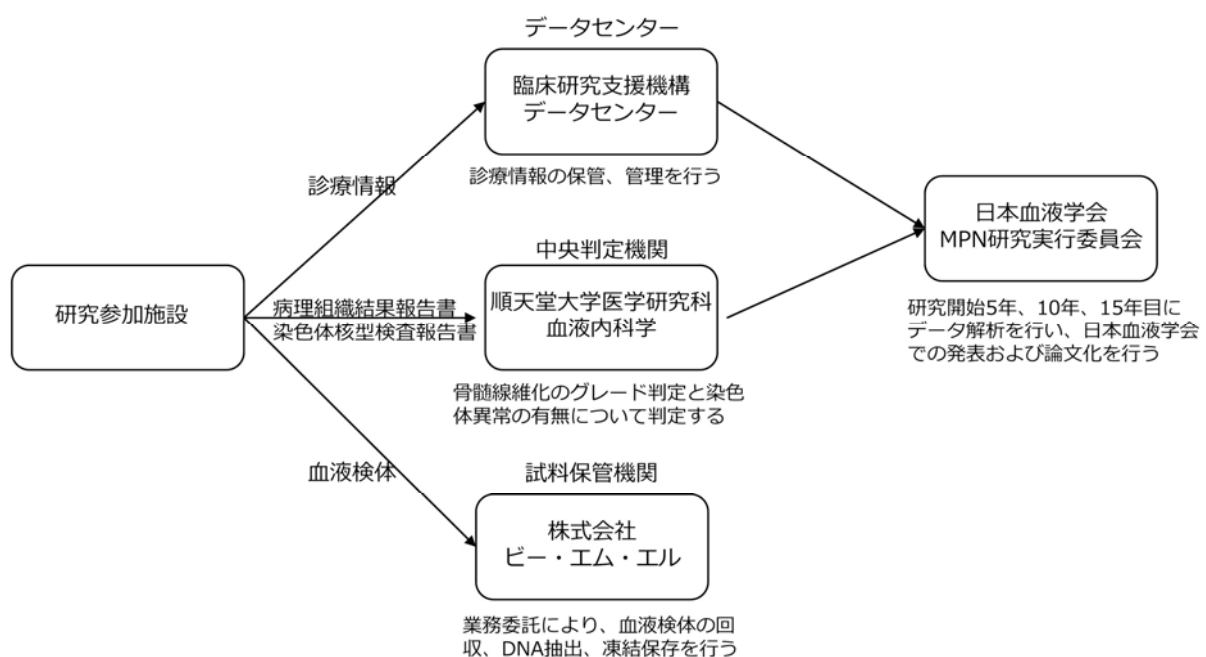 データセンター
臨床研究支援機構
データセンター
診療情報の保管、管理を行う
診療情報
日本血液学会
MPN研究実行委員会
研究開始5年、10年、15年目に
データ解析を行い、日本血液学会
での発表および論文化を行う
中央判定機関
順天堂大学医学研究科
血液内科学
研究参加施設
病理組織結果報告書
染色体核型検査報告書
骨髄線維化のグレード判定と染色
体異常の有無について判定する
血液検体
試料保管機関
株式会社
ビー・エム・エル
業務委託により、血液検体の回
収、DNA抽出、凍結保存を行う